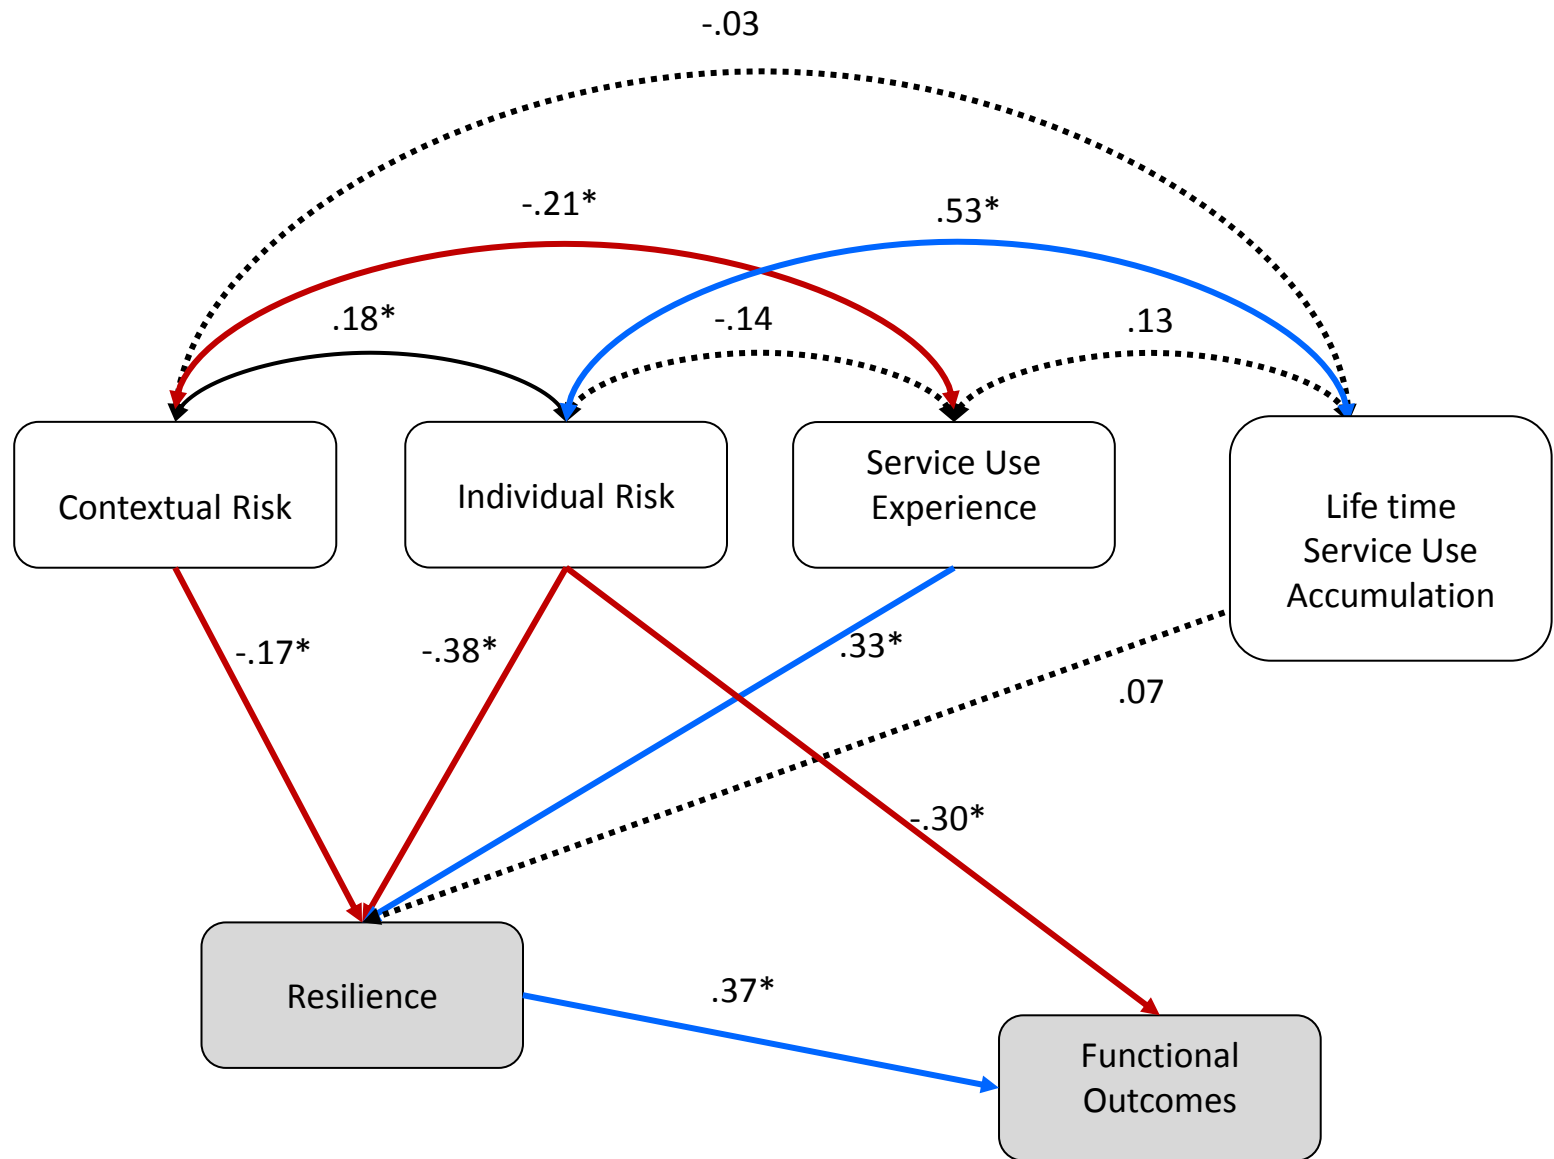 -.03
-.21*
.53*
.18*
-.14
.13
Contextual Risk
Individual Risk
Service Use
Experience
Life time
Service Use
Accumulation
-.17*
-.38*
.33*
.07
-.30*
Resilience
.37*
Functional
Outcomes